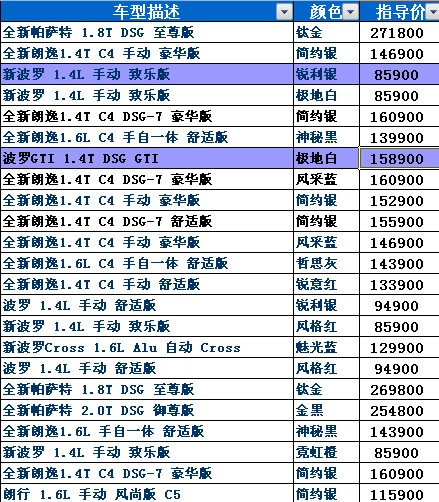 车型描述 颜色 指导价
全新帕萨特 1.8T DSG 至尊版 钛金 271800
全新朗逸1.4T C4 手动 豪华版 简约银 146900
新波罗 1.4L 手动 致乐版 锐利银 85900
新波罗 1.4L 手动 致乐版 极地白 85900
全新朗逸1.4T C4 DSG-7 豪华版 简约银 160900
全新朗逸1.6L C4 手自一体 舒适版 神秘黑 139900
波罗GTI 1.4T DSG GTI 极地白 158900
全新朗逸1.4T C4 DSG-7 豪华版 风采蓝 160900
全新朗逸1.4T C4 手动 豪华版 简约银 152900
全新朗逸1.4T C4 DSG-7 舒适版 简约银 155900
全新朗逸1.4T C4 手动 豪华版 风采蓝 146900
全新朗逸1.6L C4 手自一体 舒适版 哲思灰 143900
全新朗逸1.4T C4 手动 舒适版 锐意红 133900
波罗 1.4L 手动 舒适版 锐利银 94900
新波罗 1.4L 手动 致乐版 风格红 85900
新波罗Cross 1.6L Alu 自动 Cross 魅光蓝 129900
波罗 1.4L 手动 舒适版 风格红 94900
全新帕萨特 1.8T DSG 至尊版 钛金 269800
全新帕萨特 2.0T DSG 御尊版 金黑 254800
全新朗逸1.6L 手自一体 舒适版 神秘黑 143900
新波罗 1.4L 手动 致乐版 霓虹橙 85900
全新朗逸1.4T C4 DSG-7 豪华版 简约银 160900
朗行 1.6L 手动 风尚版 C5 简约银 115900